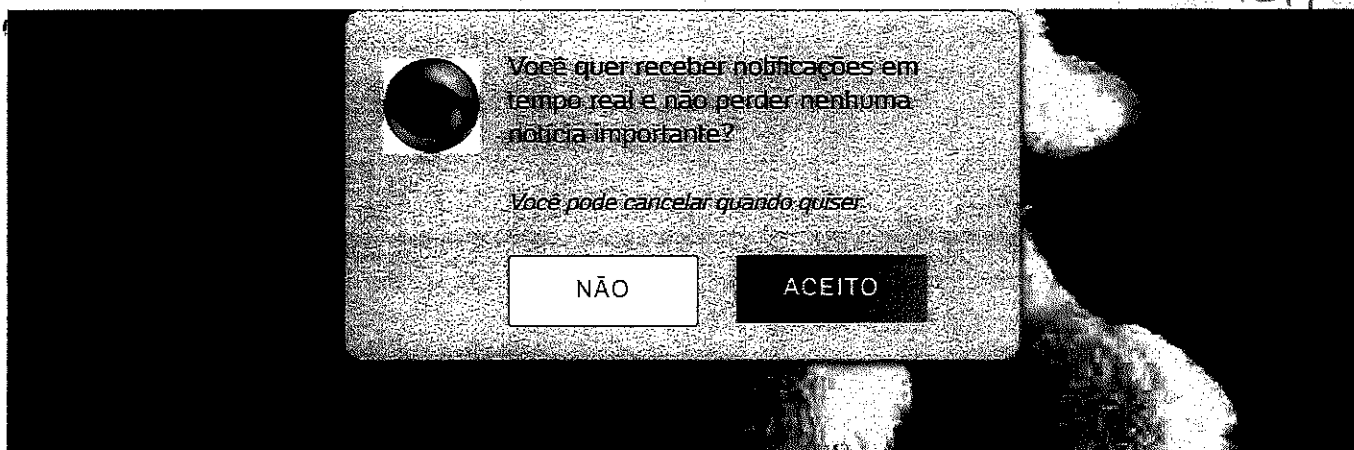 Você quer receber notificações em
tempo real e não perder nenhuma
notícia importante?
Você pode cancelar quando quiser.
NÃO
ACEITO